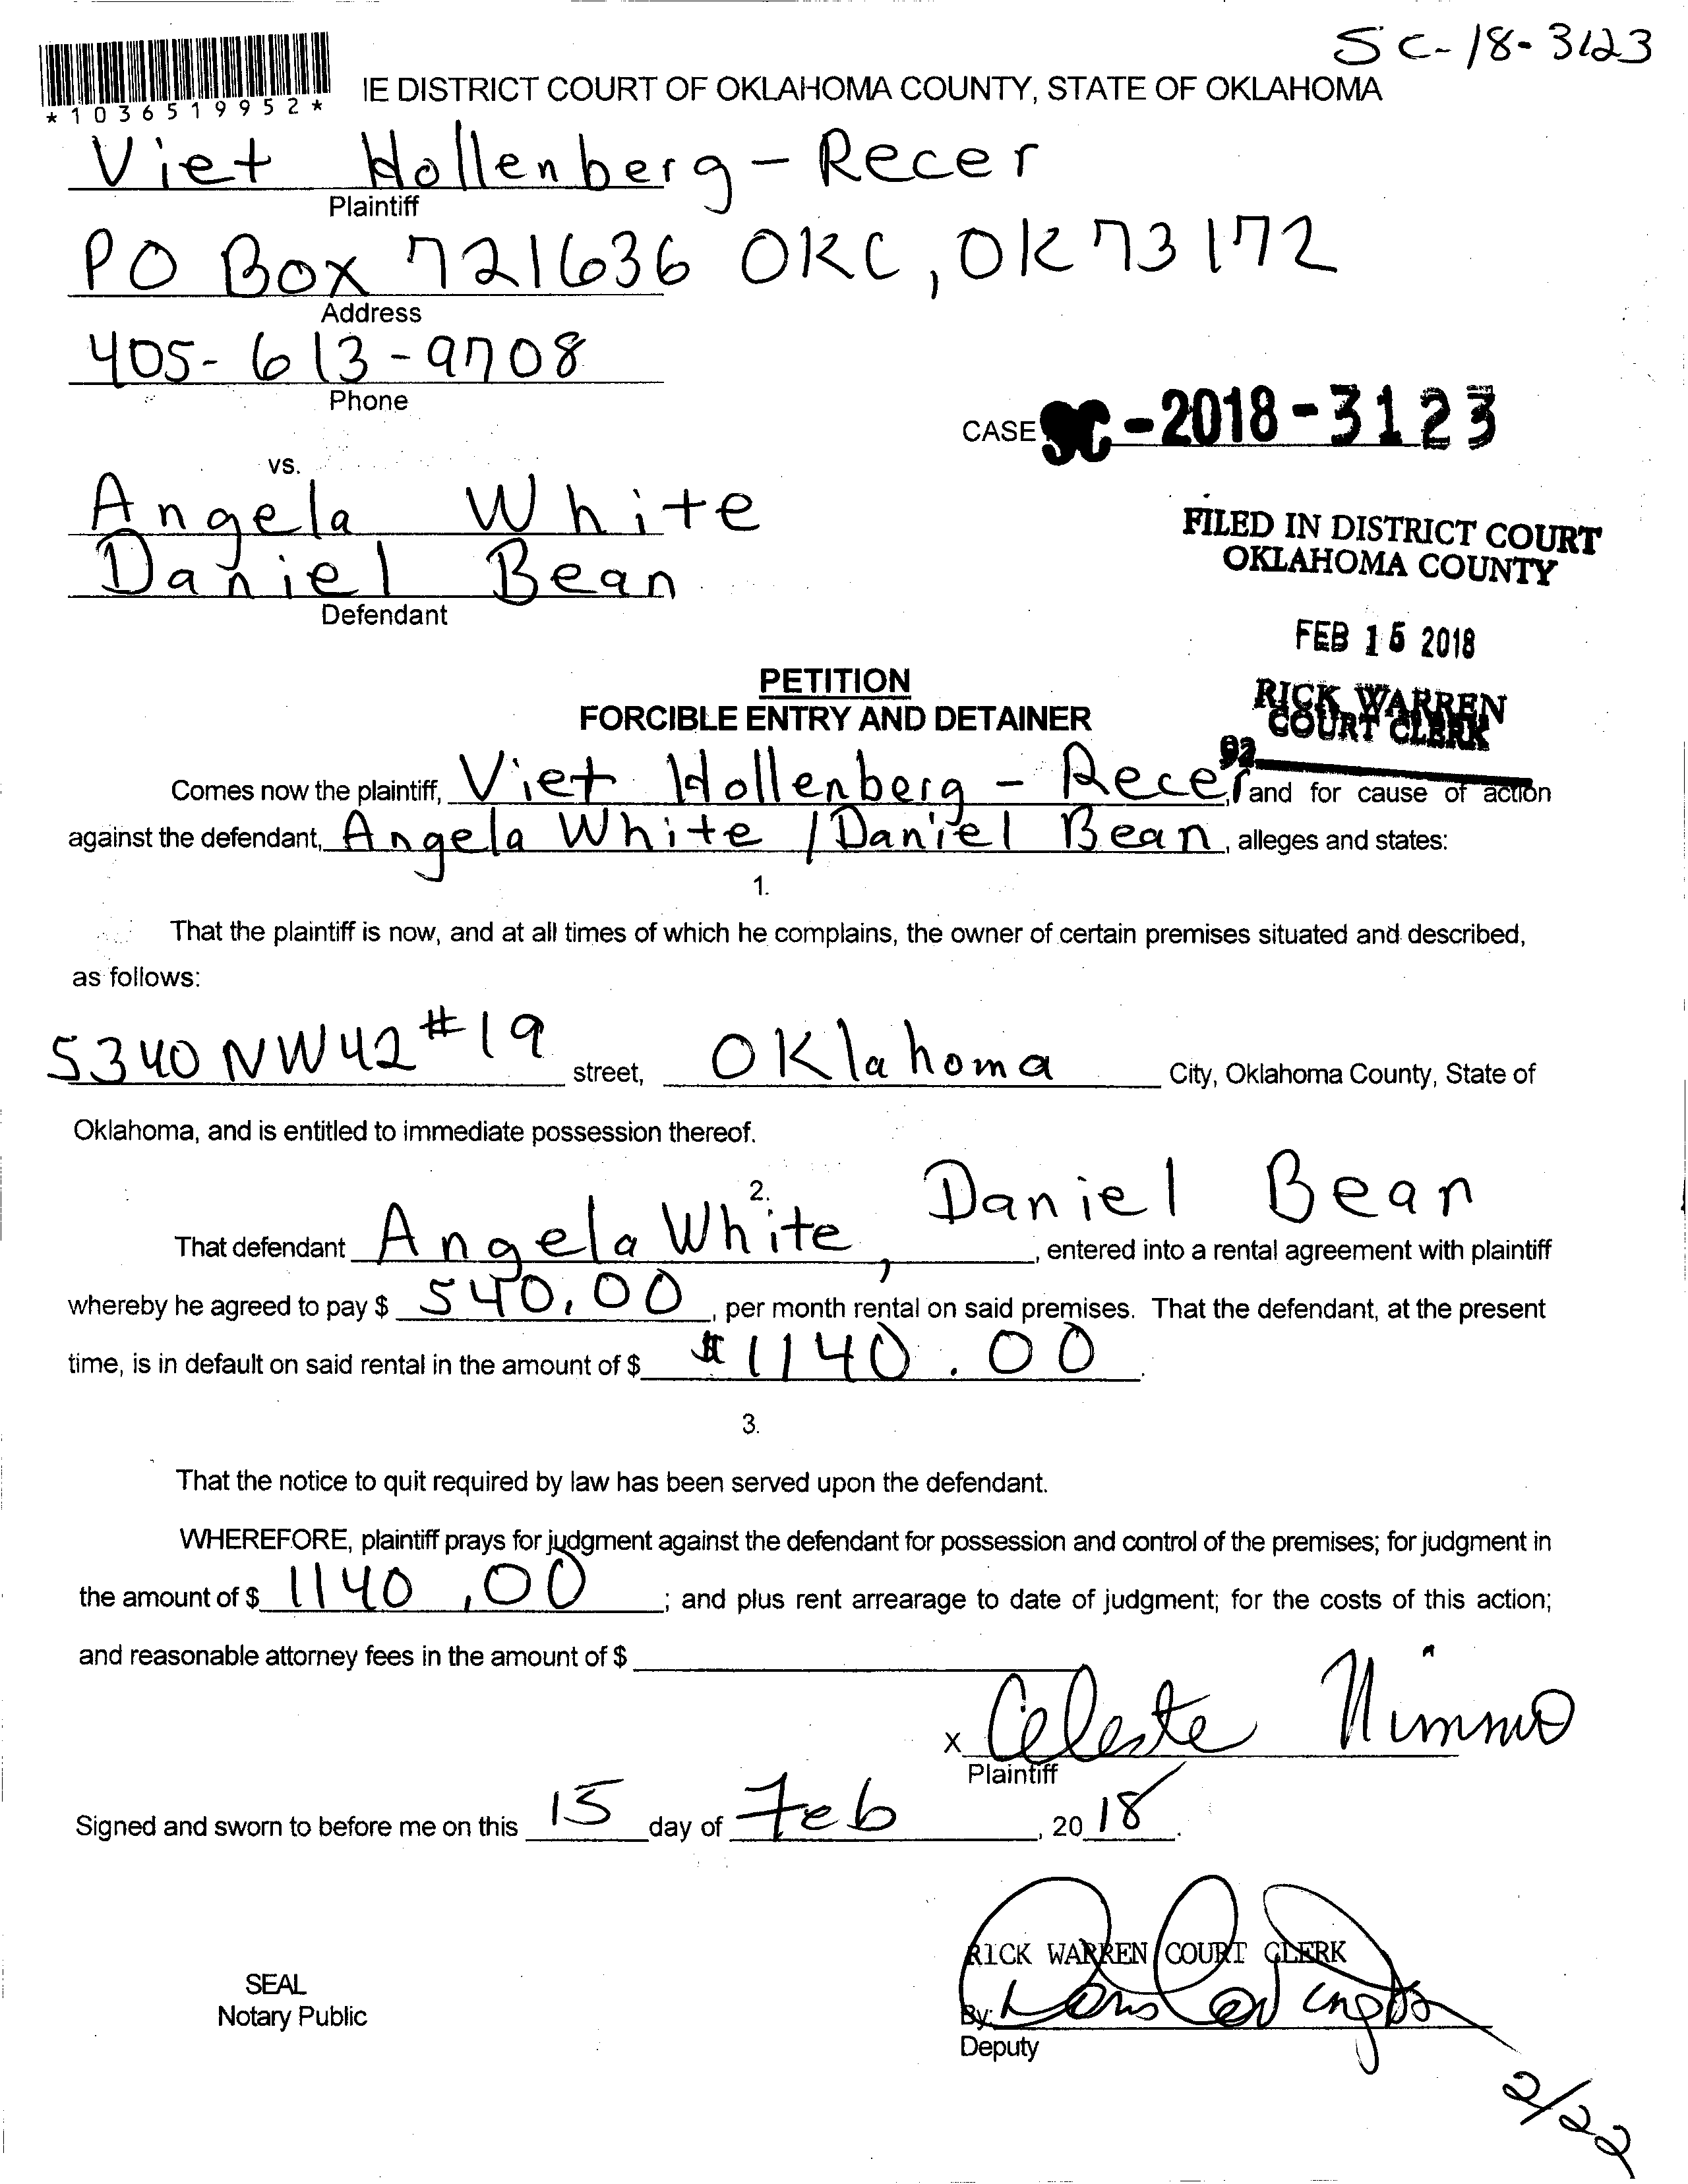 SC-18-3123
*1036519952*
IE DISTRICT COURT OF OKLAHOMA COUNTY, STATE OF OKLAHOMA
Viet Hollenberg-Recer
Plaintiff
PO Box 721636 OKC, OK 73172
Address
405-613-9708
Phone
CASE SC-2018-3123
vs.
Angela White
Daniel Bean
Defendant
FILED IN DISTRICT COURT
OKLAHOMA COUNTY
FEB 15 2018
RICK WARREN
COURT CLERK
92
PETITION
FORCIBLE ENTRY AND DETAINER
Comes now the plaintiff, Viet Hollenberg - Recer, and for cause of action
against the defendant, Angela White / Daniel Bean, alleges and states:
1.
That the plaintiff is now, and at all times of which he complains, the owner of certain premises situated and described,
as follows:
5340 NW 42 #19 street, Oklahoma City, Oklahoma County, State of
Oklahoma, and is entitled to immediate possession thereof.
2.
That defendant Angela White, Daniel Bean, entered into a rental agreement with plaintiff
whereby he agreed to pay $ 540.00, per month rental on said premises. That the defendant, at the present
time, is in default on said rental in the amount of $ $1140.00.
3.
That the notice to quit required by law has been served upon the defendant.
WHEREFORE, plaintiff prays for judgment against the defendant for possession and control of the premises; for judgment in
the amount of $ 1140.00; and plus rent arrearage to date of judgment; for the costs of this action;
and reasonable attorney fees in the amount of $
x Celeste Nimmo
Plaintiff
Signed and sworn to before me on this 15 day of Feb, 2018.
RICK WARREN COURT CLERK
SEAL
Notary Public
By:
Deputy
2/22